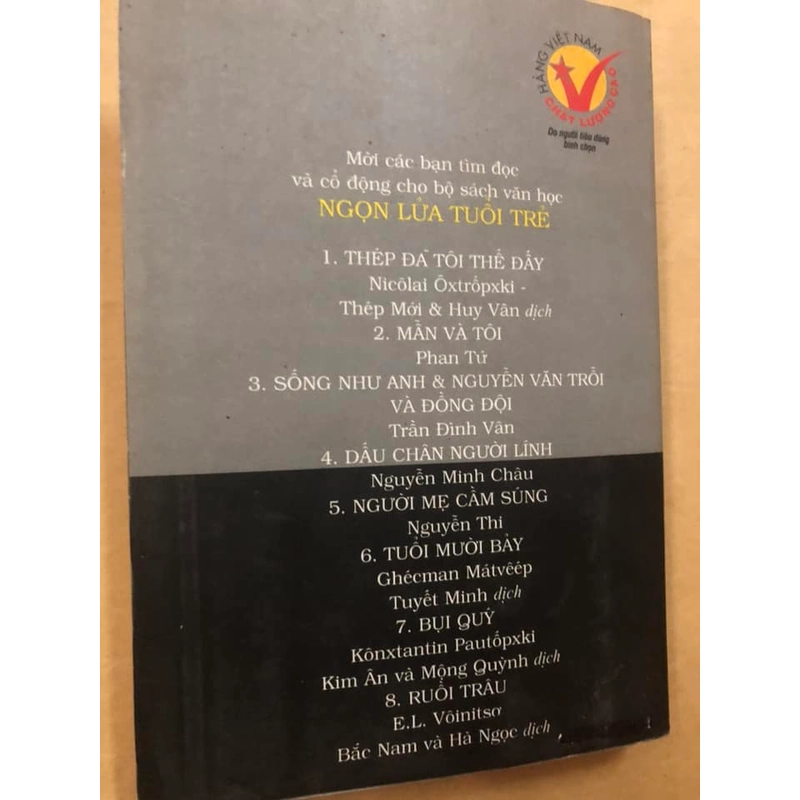 HÀNG VIỆT NAM
CHẤT LƯỢNG CAO
Do người tiêu dùng
bình chọn
Mời các bạn tìm đọc
và cổ động cho bộ sách văn học
NGỌN LỬA TUỔI TRẺ
1. THÉP ĐÃ TÔI THẾ ĐẤY
Nicôlai Ôxtrốpxki -
Thép Mới & Huy Vân dịch
2. MẪN VÀ TÔI
Phan Tứ
3. SỐNG NHƯ ANH & NGUYỄN VĂN TRỖI
VÀ ĐỒNG ĐỘI
Trần Đình Vân
4. DẤU CHÂN NGƯỜI LÍNH
Nguyễn Minh Châu
5. NGƯỜI MẸ CẦM SÚNG
Nguyễn Thi
6. TUỔI MƯỜI BẢY
Ghécman Mátvêép
Tuyết Minh dịch
7. BỤI QUÝ
Kônxtantin Pautốpxki
Kim Ân và Mộng Quỳnh dịch
8. RUỒI TRÂU
E.L. Vôinitsơ
Bắc Nam và Hà Ngọc dịch